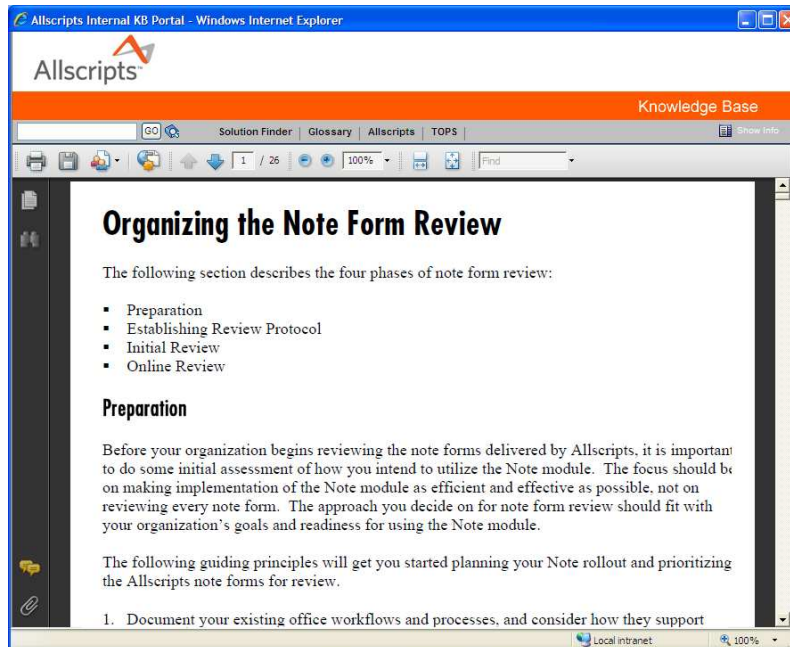 Allscripts Internal KB Portal - Windows Internet Explorer
Allscripts™
Knowledge Base
GO Solution Finder | Glossary | Allscripts | TOPS | Show Info
1 / 26 100% Find
Organizing the Note Form Review
The following section describes the four phases of note form review:
▪ Preparation
▪ Establishing Review Protocol
▪ Initial Review
▪ Online Review
Preparation
Before your organization begins reviewing the note forms delivered by Allscripts, it is important
to do some initial assessment of how you intend to utilize the Note module. The focus should be
on making implementation of the Note module as efficient and effective as possible, not on
reviewing every note form. The approach you decide on for note form review should fit with
your organization's goals and readiness for using the Note module.
The following guiding principles will get you started planning your Note rollout and prioritizing
the Allscripts note forms for review.
1. Document your existing office workflows and processes, and consider how they support
Local intranet 100%